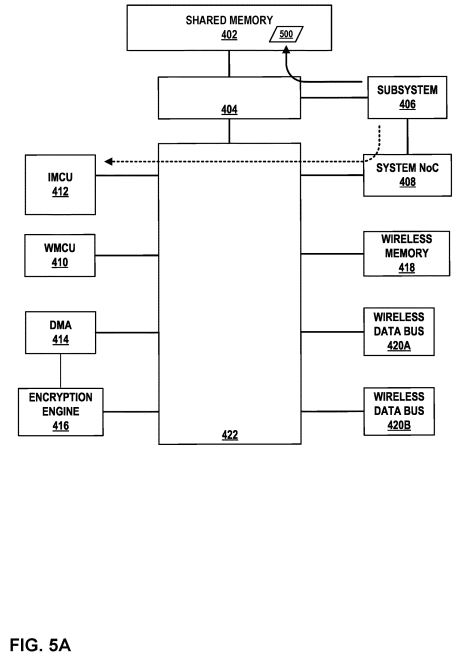 SHARED MEMORY
402
500
404
SUBSYSTEM
406
IMCU
412
SYSTEM NoC
408
WMCU
410
WIRELESS
MEMORY
418
DMA
414
WIRELESS
DATA BUS
420A
ENCRYPTION
ENGINE
416
WIRELESS
DATA BUS
420B
422
FIG. 5A